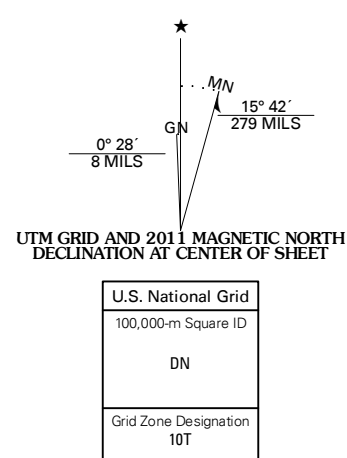 ★
MN
15° 42´
279 MILS
GN
0° 28´
8 MILS
UTM GRID AND 2011 MAGNETIC NORTH
DECLINATION AT CENTER OF SHEET
U.S. National Grid
100,000-m Square ID
DN
Grid Zone Designation
10T